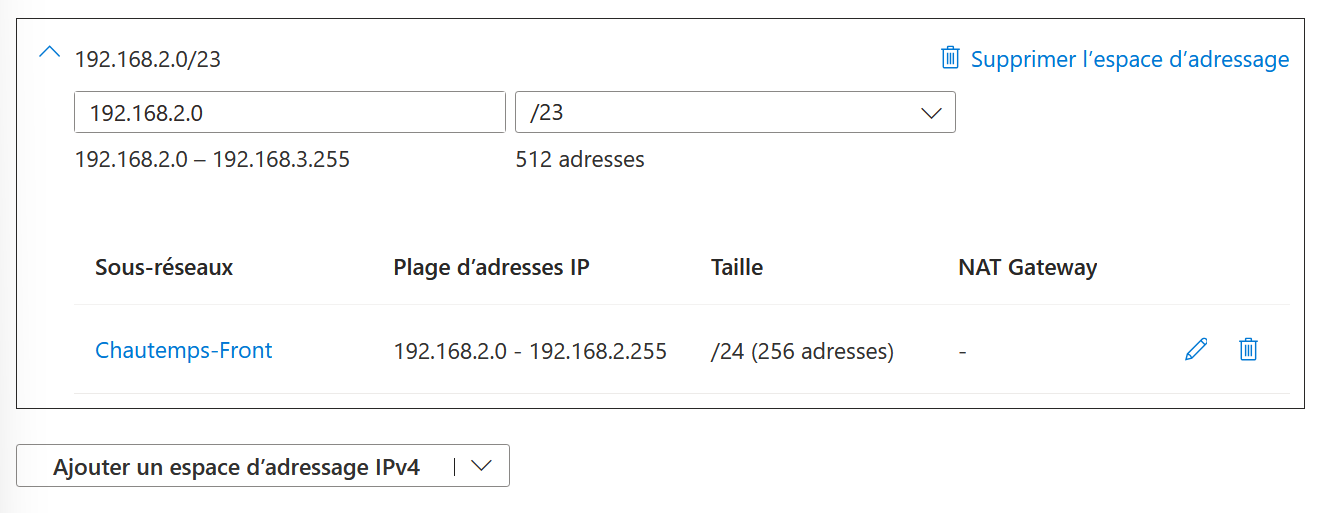 192.168.2.0/23 Supprimer l’espace d’adressage
192.168.2.0 /23
192.168.2.0 – 192.168.3.255 512 adresses
Sous-réseaux Plage d’adresses IP Taille NAT Gateway
Chautemps-Front 192.168.2.0 - 192.168.2.255 /24 (256 adresses) -
Ajouter un espace d’adressage IPv4